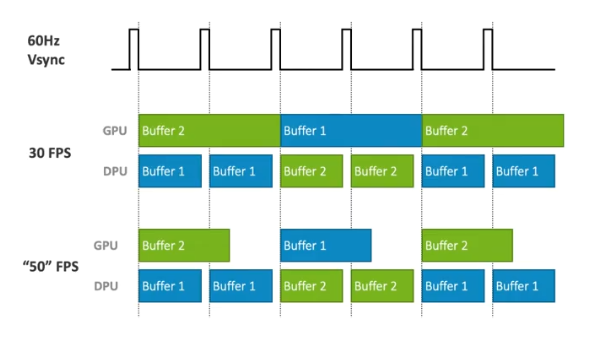 60Hz
Vsync
GPU Buffer 2 Buffer 1 Buffer 2
30 FPS
DPU Buffer 1 Buffer 1 Buffer 2 Buffer 2 Buffer 1 Buffer 1
GPU Buffer 2 Buffer 1 Buffer 2
“50” FPS
DPU Buffer 1 Buffer 1 Buffer 2 Buffer 2 Buffer 1 Buffer 1